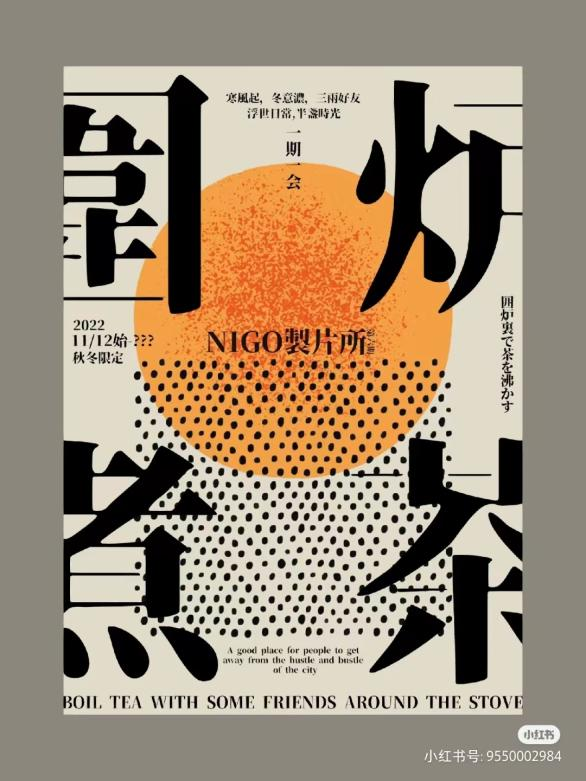 圍炉
煮茶
寒風起，冬意濃，三兩好友
浮世日常,半盞時光
一期一会
2022
11/12始-???
秋冬限定
NIGO製片所
囲炉裏で茶を沸かす
A good place for people to get
away from the hustle and bustle
of the city
BOIL TEA WITH SOME FRIENDS AROUND THE STOVE
小红书
小红书号: 9550002984